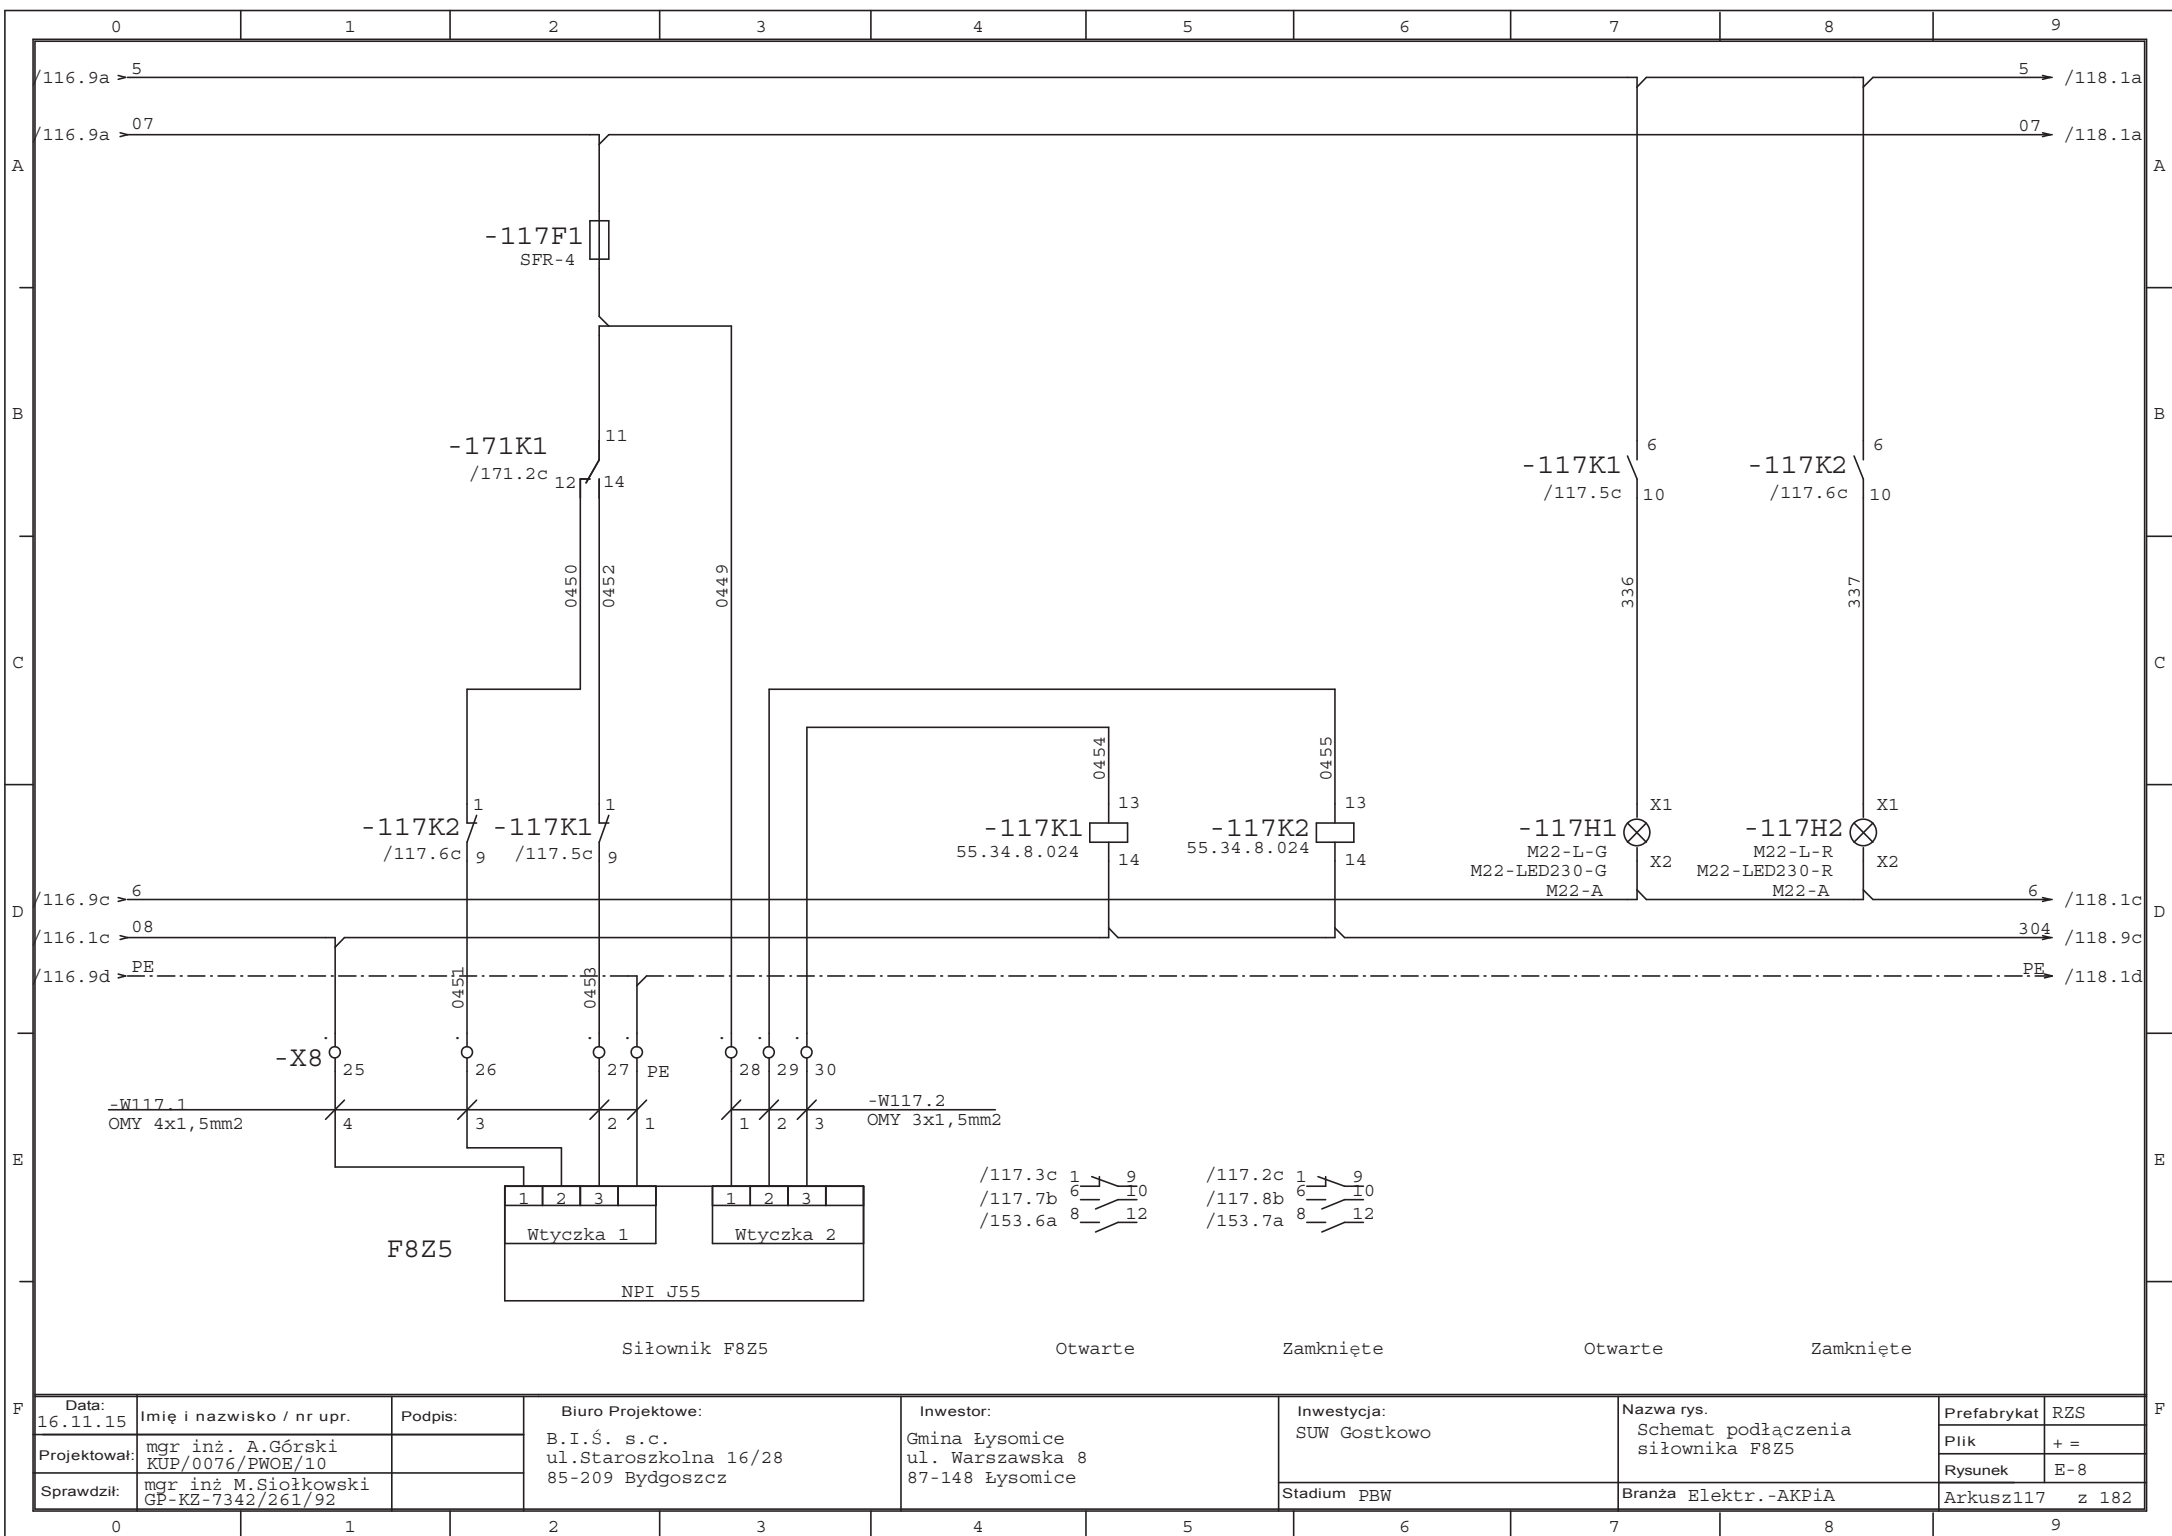 0 1 2 3 4 5 6 7 8 9
/116.9a 5 5 /118.1a
/116.9a 07 07 /118.1a
A A
-117F1
SFR-4
B B
-171K1 11
/171.2c 12 14
-117K1 6
/117.5c 10
-117K2 6
/117.6c 10
0450 0452 0449 336 337
C C
0454 0455
-117K2 1
/117.6c 9
-117K1 1
/117.5c 9
-117K1 13
55.34.8.024 14
-117K2 13
55.34.8.024 14
-117H1 X1
M22-L-G X2
M22-LED230-G
M22-A
-117H2 X1
M22-L-R X2
M22-LED230-R
M22-A
/116.9c 6 6 /118.1c
D D
/116.1c 08 304 /118.9c
/116.9d PE PE /118.1d
0451 0453
-X8 25 26 27 PE 28 29 30
-W117.1
OMY 4x1,5mm2 4 3 2 1
1 2 3 -W117.2
OMY 3x1,5mm2
E E
/117.3c 1 9
/117.7b 6 10
/153.6a 8 12
/117.2c 1 9
/117.8b 6 10
/153.7a 8 12
1 2 3 1 2 3
Wtyczka 1 Wtyczka 2
F8Z5
NPI J55
Siłownik F8Z5 Otwarte Zamknięte Otwarte Zamknięte
F F
Data:
16.11.15
Imię i nazwisko / nr upr.
Podpis:
Projektował:
mgr inż. A.Górski
KUP/0076/PWOE/10
Sprawdził:
mgr inż M.Siołkowski
GP-KZ-7342/261/92
Biuro Projektowe:
B.I.Ś. s.c.
ul.Staroszkolna 16/28
85-209 Bydgoszcz
Inwestor:
Gmina Łysomice
ul. Warszawska 8
87-148 Łysomice
Inwestycja:
SUW Gostkowo
Stadium PBW
Nazwa rys.
Schemat podłączenia
siłownika F8Z5
Branża Elektr.-AKPiA
Prefabrykat RZS
Plik + =
Rysunek E-8
Arkusz117 z 182
0 1 2 3 4 5 6 7 8 9